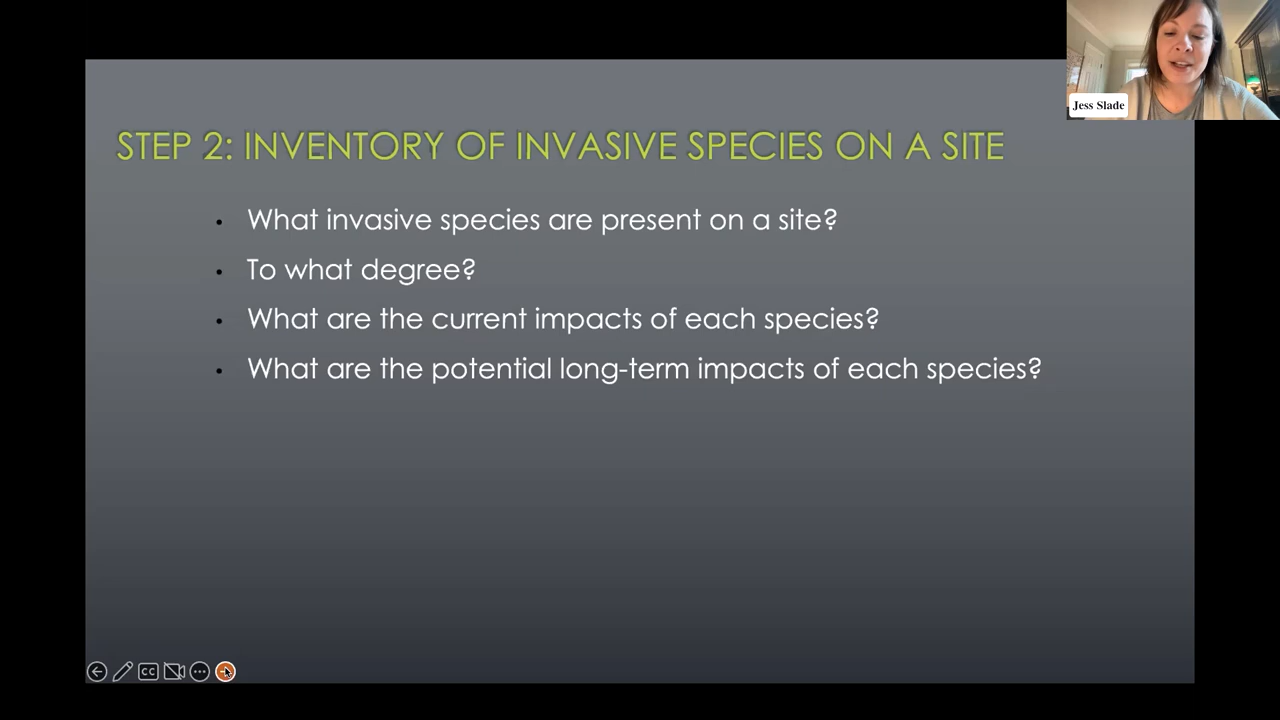 Jess Slade
STEP 2: INVENTORY OF INVASIVE SPECIES ON A SITE
• What invasive species are present on a site?
• To what degree?
• What are the current impacts of each species?
• What are the potential long-term impacts of each species?
CC